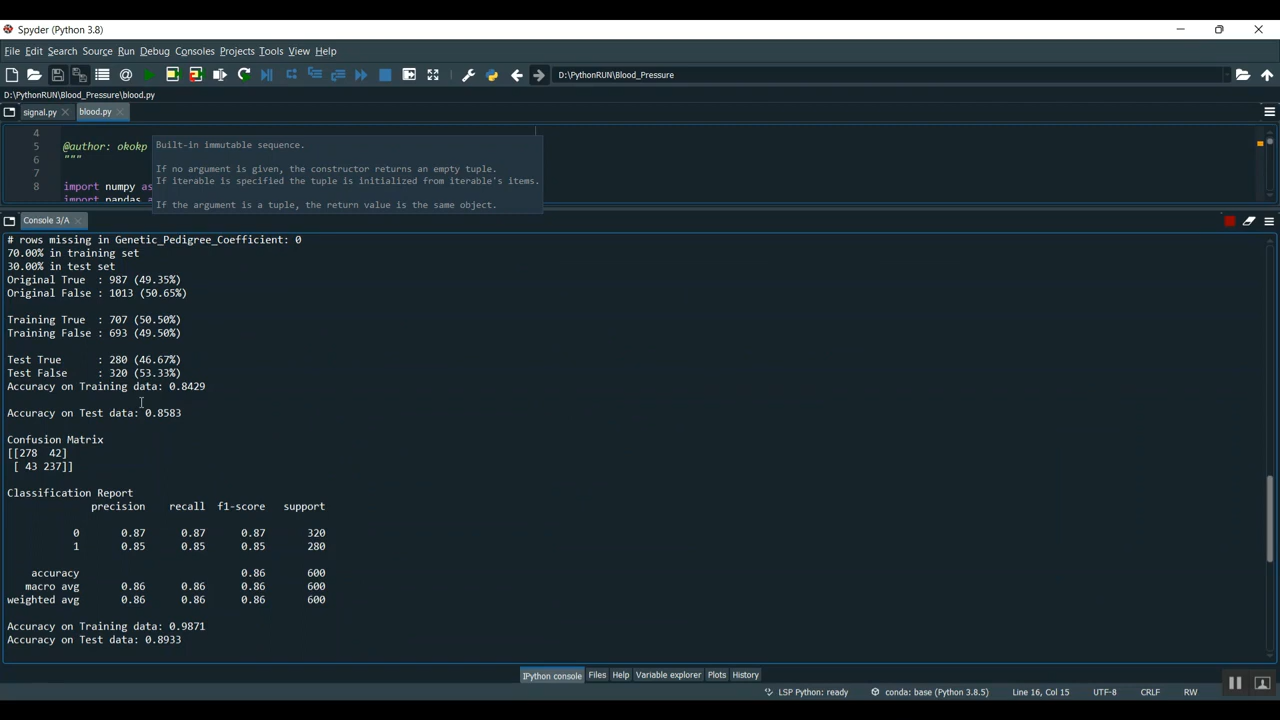 Spyder (Python 3.8)
File Edit Search Source Run Debug Consoles Projects Tools View Help
D:\PythonRUN\Blood_Pressure
D:\PythonRUN\Blood_Pressure\blood.py
signal.py blood.py
4
5 @author: okokp
6 """
7
8 import numpy as
import pandas
Built-in immutable sequence.
If no argument is given, the constructor returns an empty tuple.
If iterable is specified the tuple is initialized from iterable's items.
If the argument is a tuple, the return value is the same object.
Console 3/A
# rows missing in Genetic_Pedigree_Coefficient: 0
70.00% in training set
30.00% in test set
Original True  : 987 (49.35%)
Original False : 1013 (50.65%)
Training True  : 707 (50.50%)
Training False : 693 (49.50%)
Test True      : 280 (46.67%)
Test False     : 320 (53.33%)
Accuracy on Training data: 0.8429
Accuracy on Test data: 0.8583
Confusion Matrix
[[278  42]
 [ 43 237]]
Classification Report
precision recall f1-score support
0 0.87 0.87 0.87 320
1 0.85 0.85 0.85 280
accuracy 0.86 600
macro avg 0.86 0.86 0.86 600
weighted avg 0.86 0.86 0.86 600
Accuracy on Training data: 0.9871
Accuracy on Test data: 0.8933
IPython console Files Help Variable explorer Plots History
LSP Python: ready conda: base (Python 3.8.5) Line 16, Col 15 UTF-8 CRLF RW